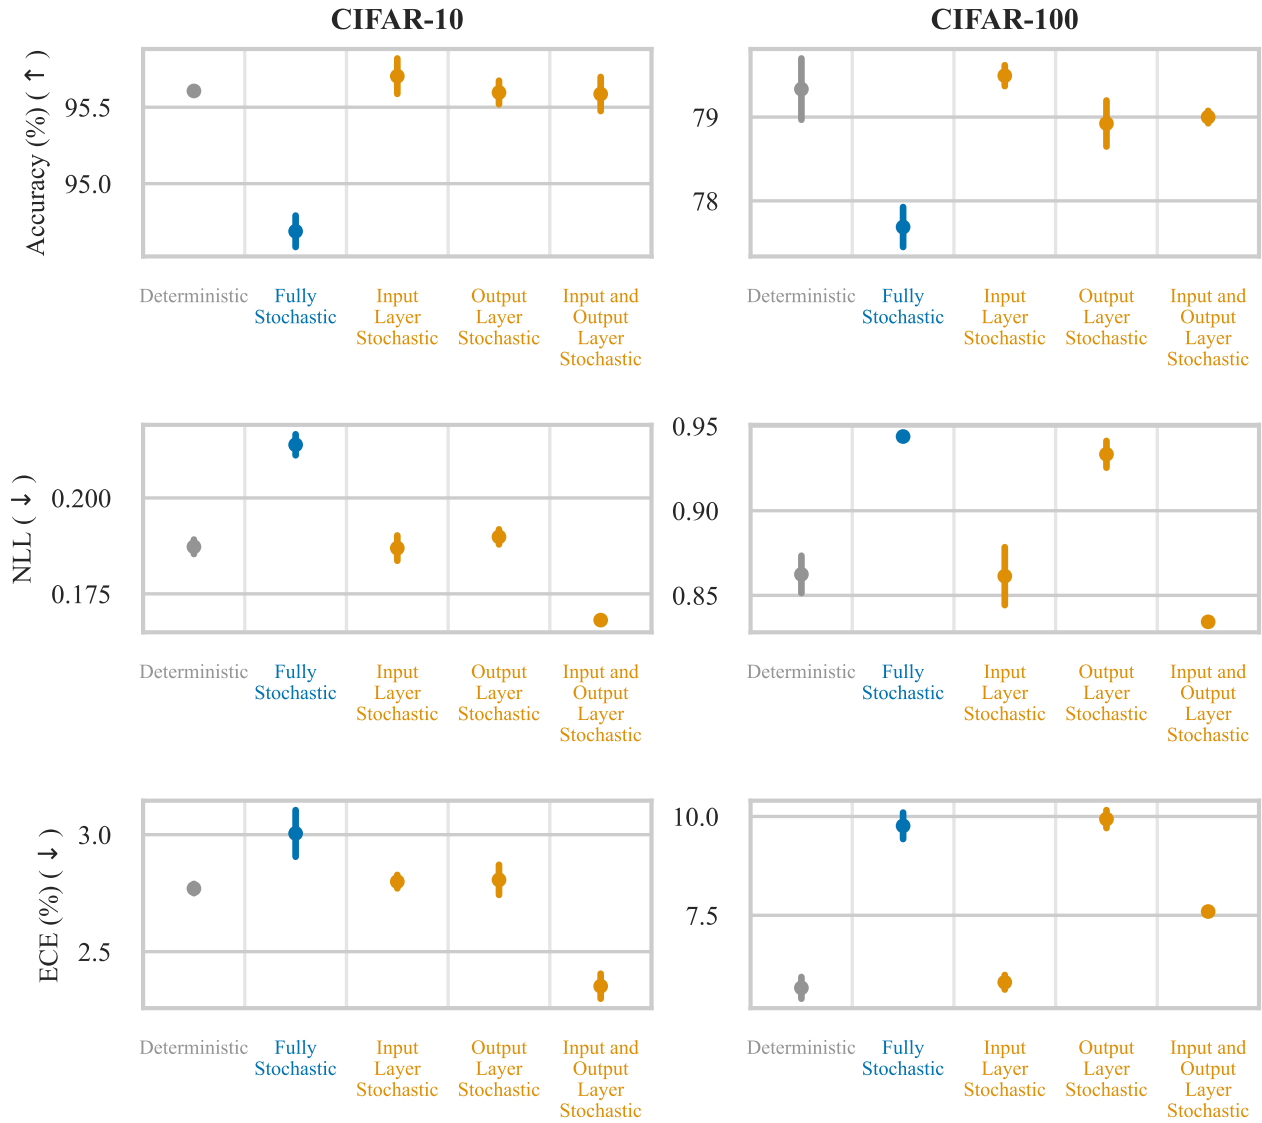 CIFAR-10
CIFAR-100
Accuracy (%) (↑)
95.5
95.0
79
78
Deterministic
Fully
Stochastic
Input
Layer
Stochastic
Output
Layer
Stochastic
Input and
Output
Layer
Stochastic
Deterministic
Fully
Stochastic
Input
Layer
Stochastic
Output
Layer
Stochastic
Input and
Output
Layer
Stochastic
NLL (↓)
0.200
0.175
0.95
0.90
0.85
Deterministic
Fully
Stochastic
Input
Layer
Stochastic
Output
Layer
Stochastic
Input and
Output
Layer
Stochastic
Deterministic
Fully
Stochastic
Input
Layer
Stochastic
Output
Layer
Stochastic
Input and
Output
Layer
Stochastic
ECE (%) (↓)
3.0
2.5
10.0
7.5
Deterministic
Fully
Stochastic
Input
Layer
Stochastic
Output
Layer
Stochastic
Input and
Output
Layer
Stochastic
Deterministic
Fully
Stochastic
Input
Layer
Stochastic
Output
Layer
Stochastic
Input and
Output
Layer
Stochastic